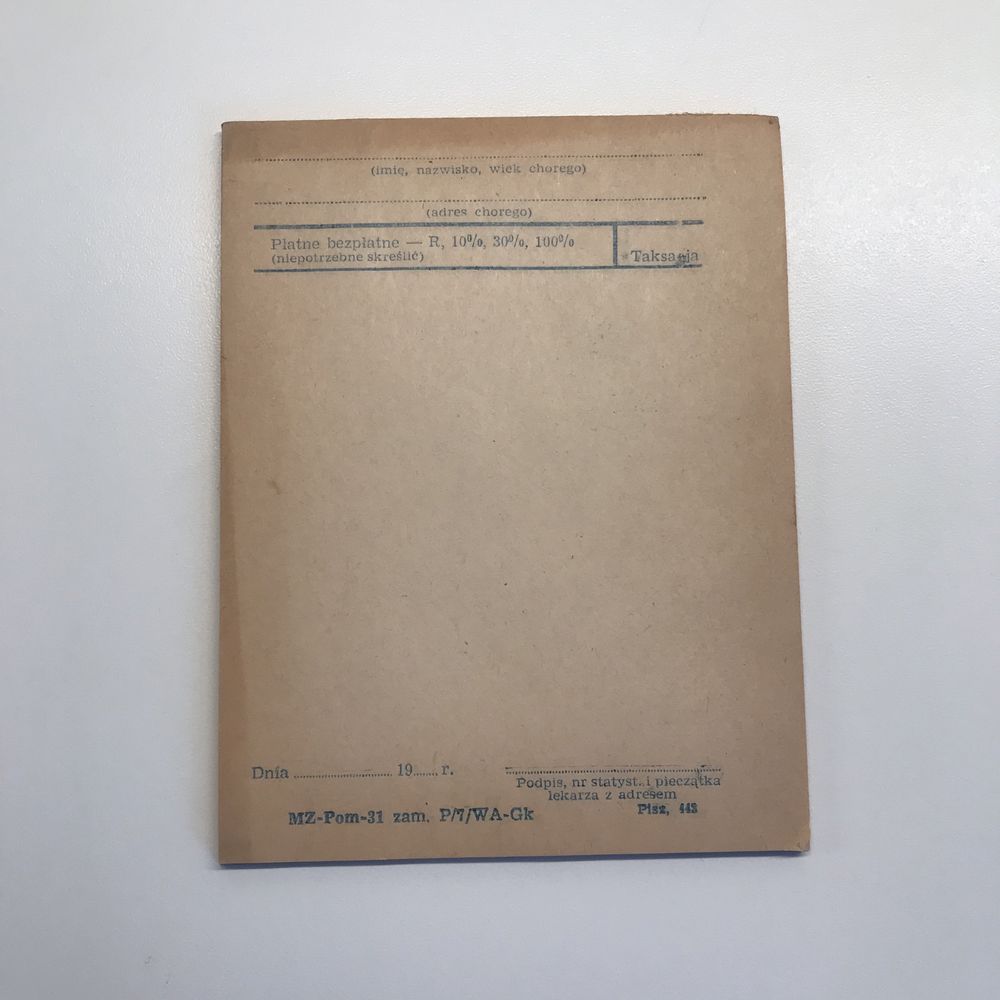 (imię, nazwisko, wiek chorego)
(adres chorego)
Płatne bezpłatne — R, 10%, 30%, 100%
(niepotrzebne skreślić)
Taksacja
Dnia ........................ 19...... r.
Podpis, nr statyst. i pieczątka
lekarza z adresem
MZ-Pom-31 zam. P/7/WA-Gk
Pisz, 443